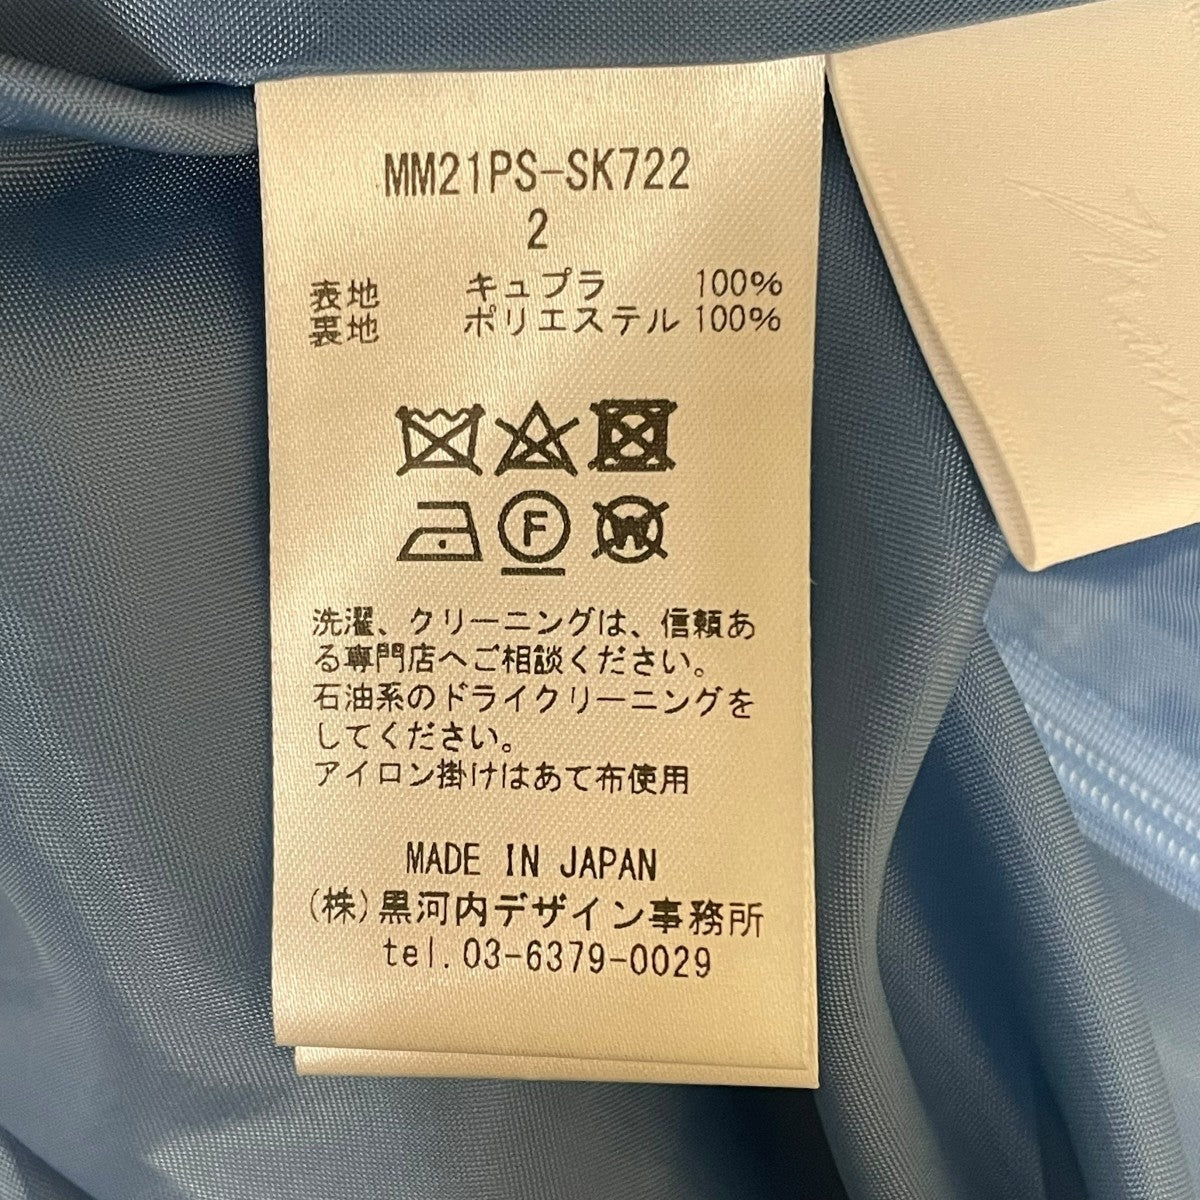 MM21PS-SK722
2
表地 キュプラ 100%
裏地 ポリエステル 100%
F
W
洗濯、クリーニングは、信頼あ
る専門店へご相談ください。
石油系のドライクリーニングを
してください。
アイロン掛けはあて布使用
MADE IN JAPAN
(株)黒河内デザイン事務所
tel.03-6379-0029